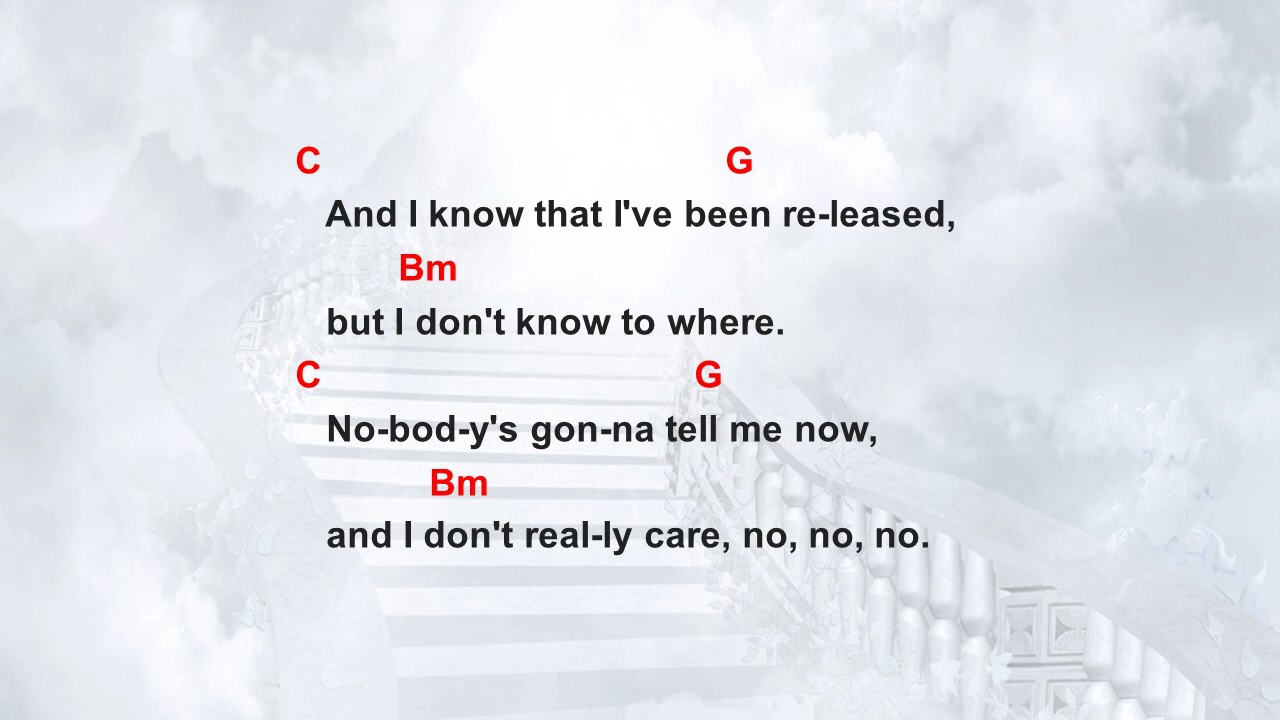 C G
And I know that I've been re-leased,
Bm
but I don't know to where.
C G
No-bod-y's gon-na tell me now,
Bm
and I don't real-ly care, no, no, no.